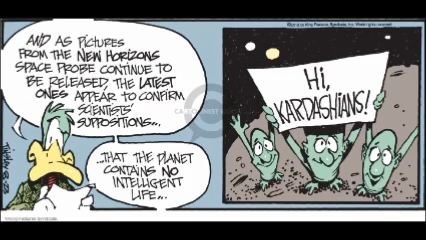 AND AS PICTURES
FROM THE NEW HORIZONS
SPACE PROBE CONTINUE TO
BE RELEASED, THE LATEST
ONES APPEAR TO CONFIRM
SCIENTISTS'
SUPPOSITIONS...
...THAT THE PLANET
CONTAINS NO
INTELLIGENT
LIFE...
HI,
KARDASHIANS!